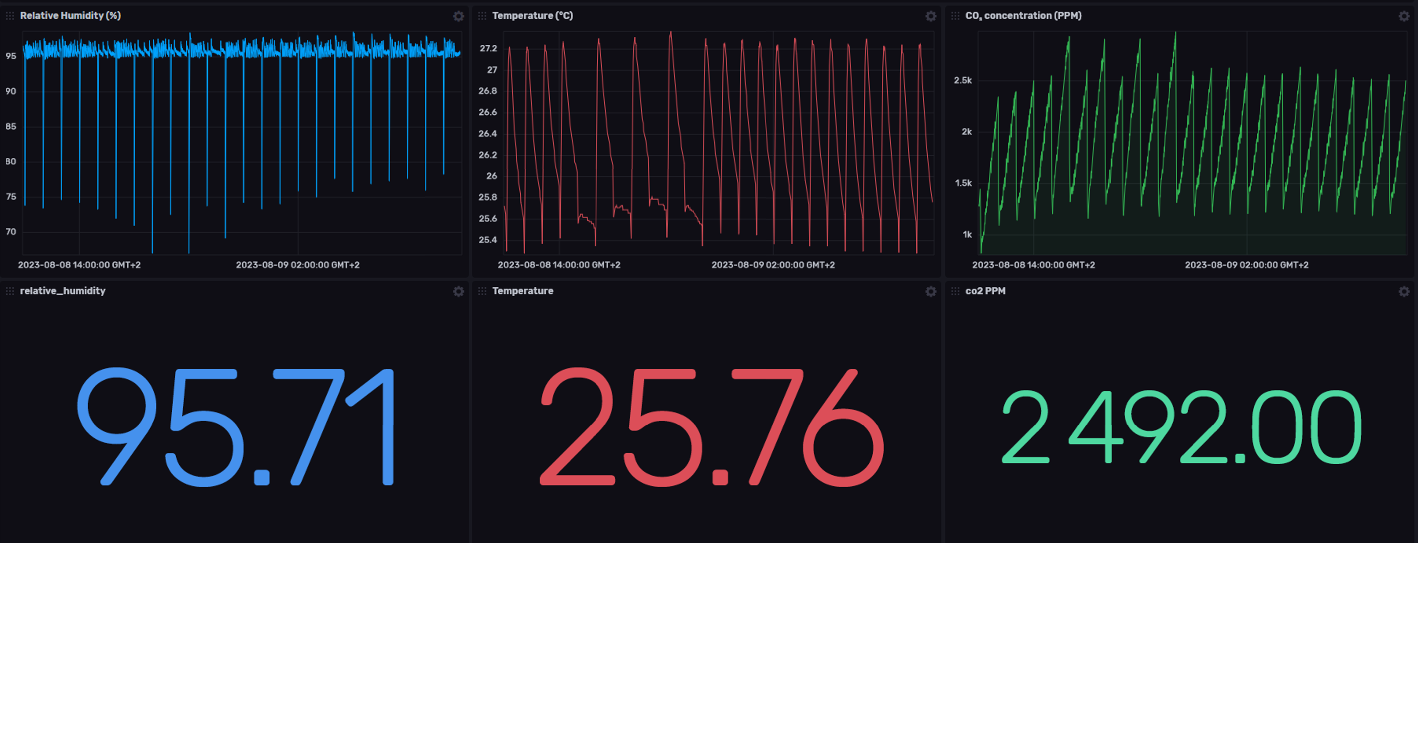 Relative Humidity (%)
95
90
85
80
75
70
2023-08-08 14:00:00 GMT+2 2023-08-09 02:00:00 GMT+2
Temperature (°C)
27.2
27
26.8
26.6
26.4
26.2
26
25.8
25.6
25.4
2023-08-08 14:00:00 GMT+2 2023-08-09 02:00:00 GMT+2
CO₂ concentration (PPM)
2.5k
2k
1.5k
1k
2023-08-08 14:00:00 GMT+2 2023-08-09 02:00:00 GMT+2
relative_humidity
95.71
Temperature
25.76
co2 PPM
2 492.00